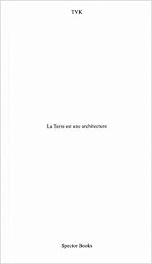 TVK
La Terre est une architecture
Spector Books